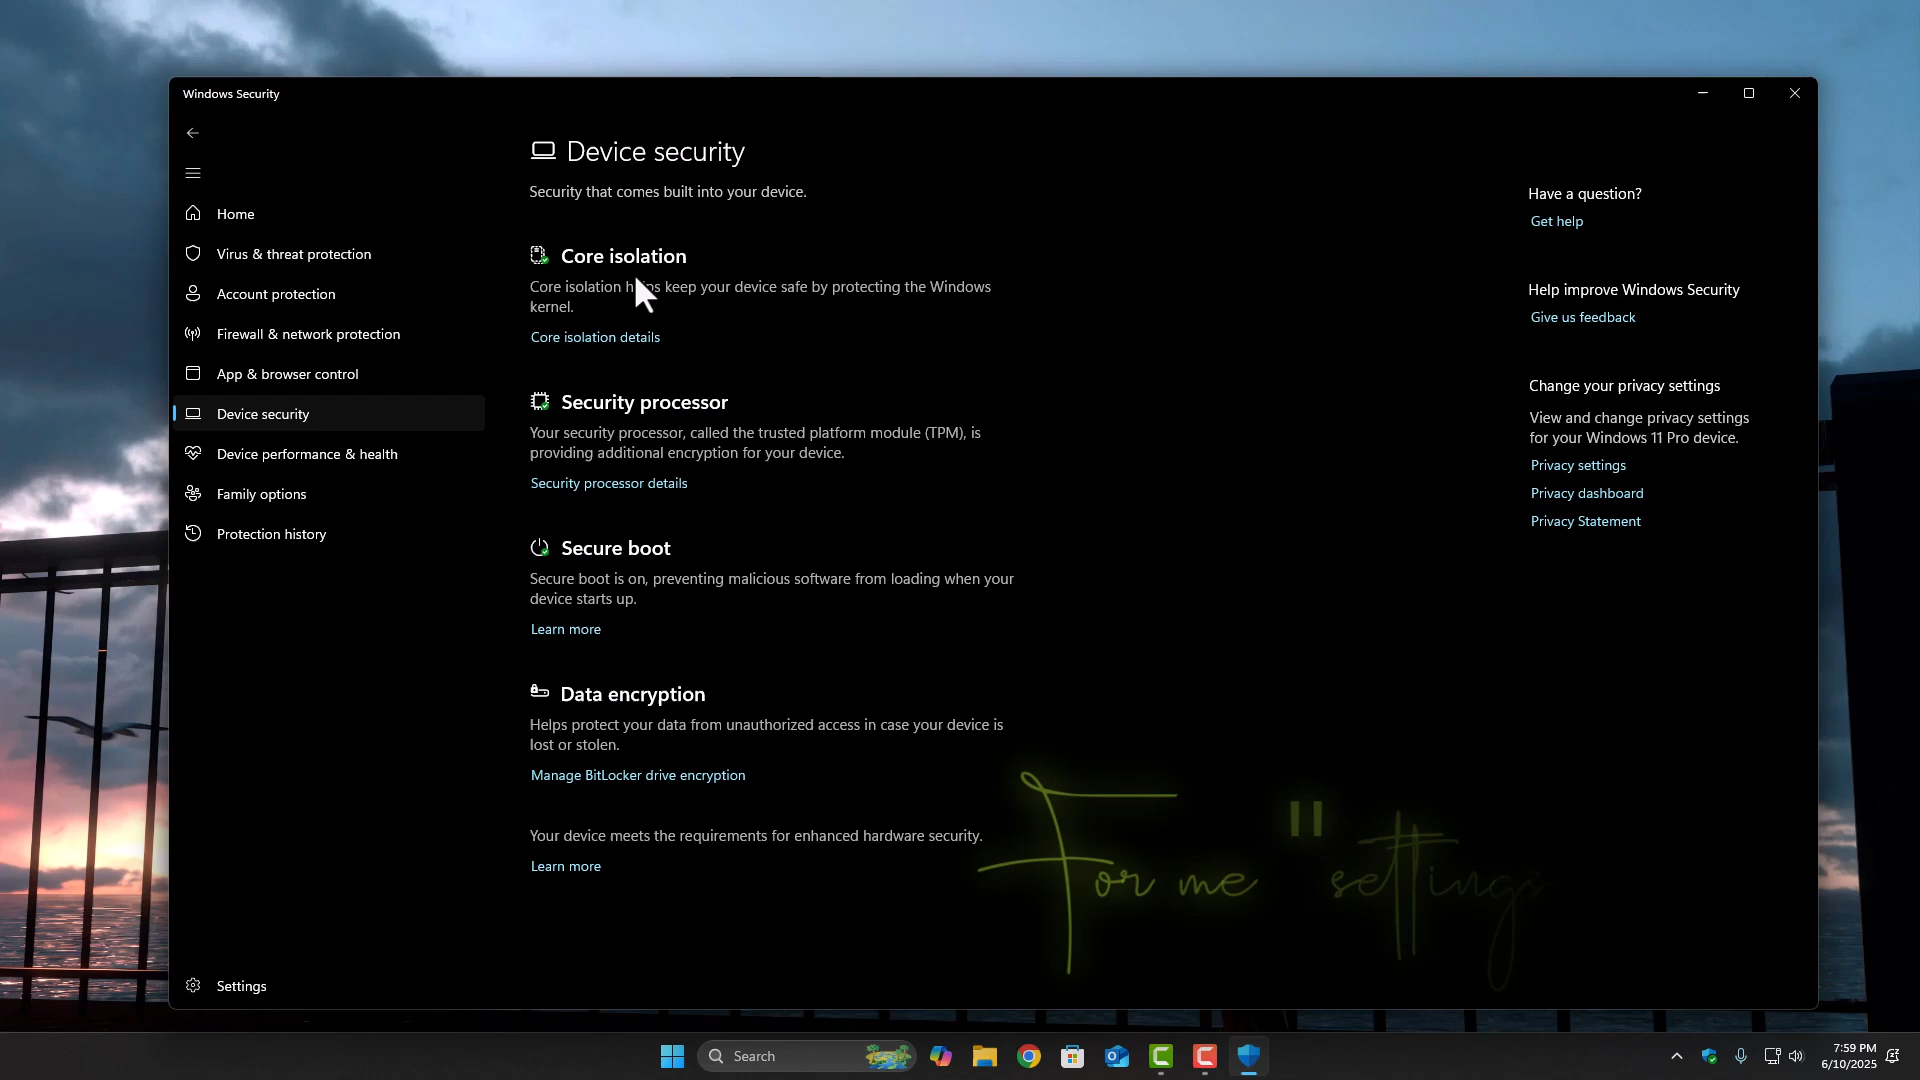 Windows Security
Home
Virus & threat protection
Account protection
Firewall & network protection
App & browser control
Device security
Device performance & health
Family options
Protection history
Settings
Device security
Security that comes built into your device.
Core isolation
Core isolation helps keep your device safe by protecting the Windows
kernel.
Core isolation details
Security processor
Your security processor, called the trusted platform module (TPM), is
providing additional encryption for your device.
Security processor details
Secure boot
Secure boot is on, preventing malicious software from loading when your
device starts up.
Learn more
Data encryption
Helps protect your data from unauthorized access in case your device is
lost or stolen.
Manage BitLocker drive encryption
Your device meets the requirements for enhanced hardware security.
Learn more
Have a question?
Get help
Help improve Windows Security
Give us feedback
Change your privacy settings
View and change privacy settings
for your Windows 11 Pro device.
Privacy settings
Privacy dashboard
Privacy Statement
For me "settings
Search
7:59 PM
6/10/2025